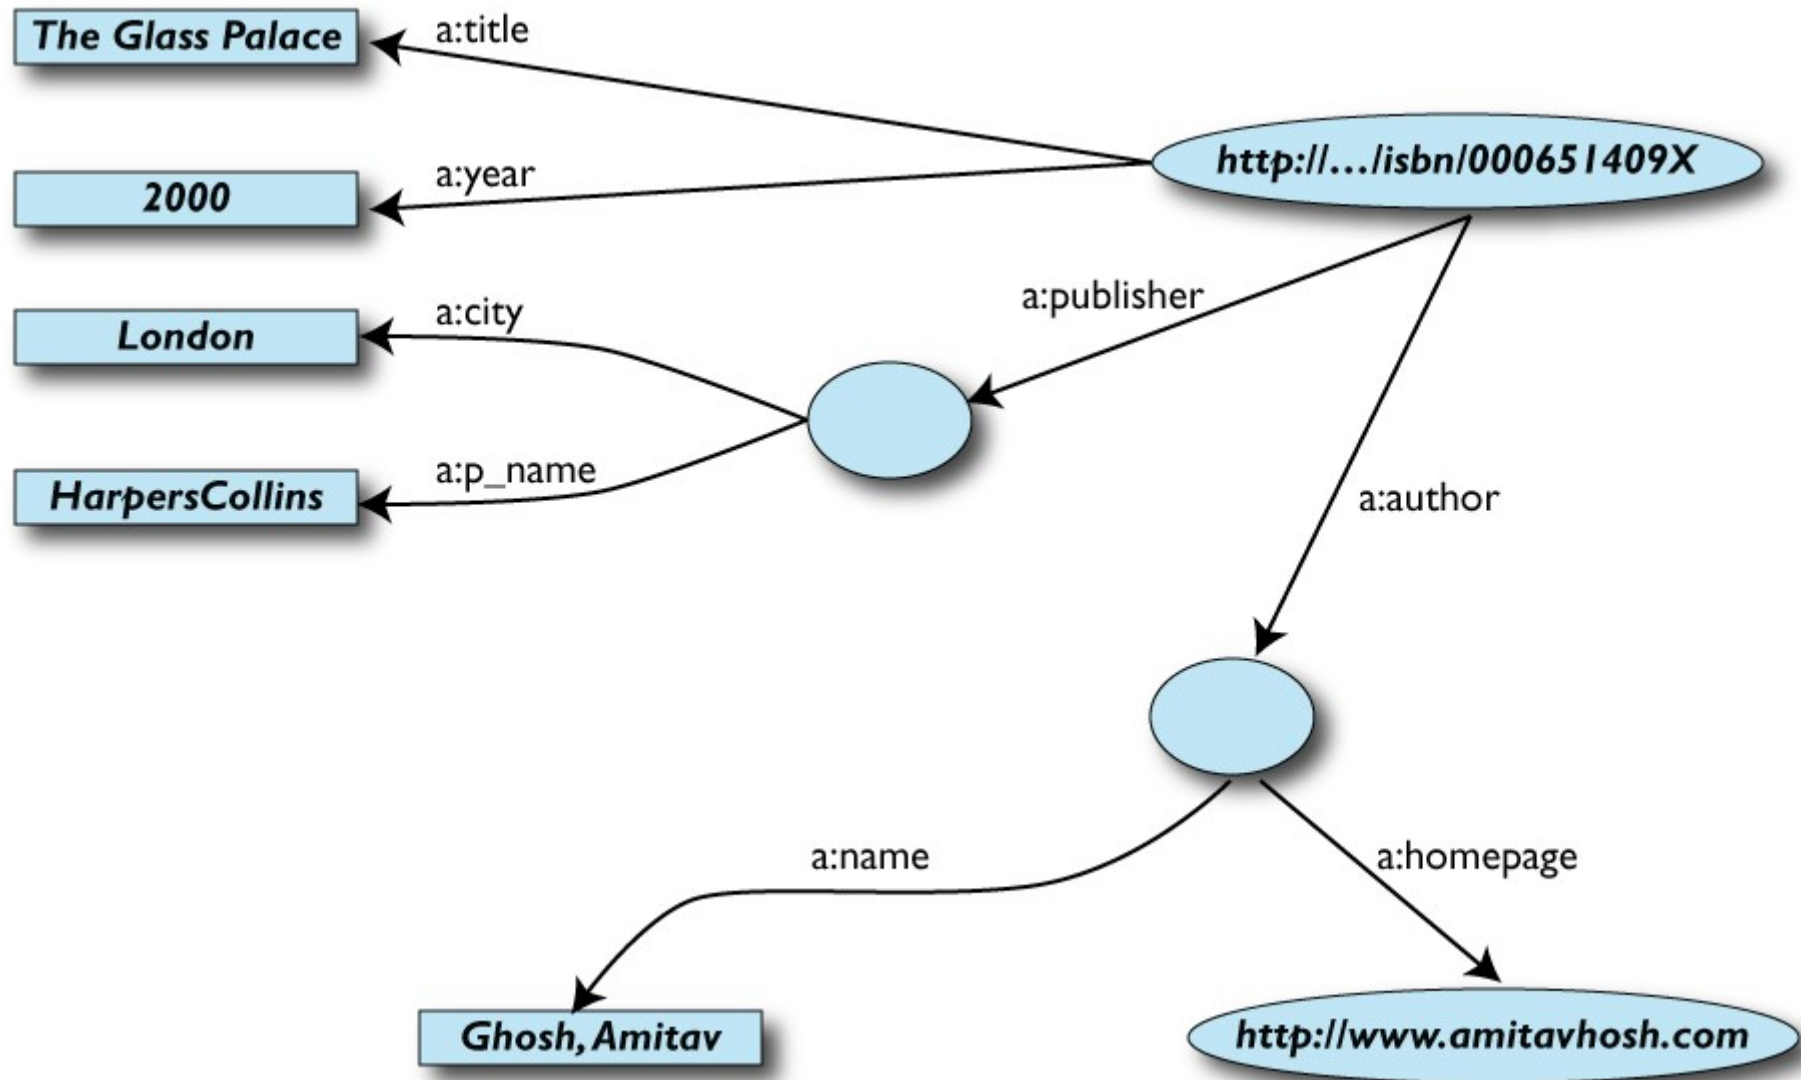 The Glass Palace
a:title
http://.../isbn/000651409X
2000
a:year
a:publisher
London
a:city
HarpersCollins
a:p_name
a:author
a:name
a:homepage
Ghosh, Amitav
http://www.amitavhosh.com